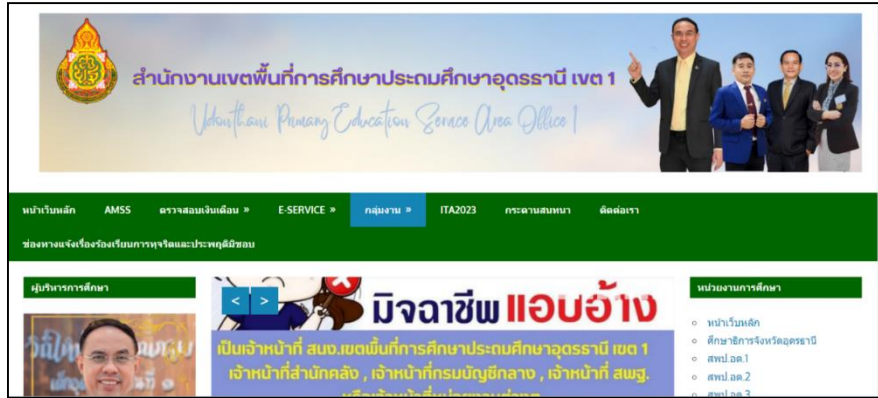 สำนักงานเขตพื้นที่การศึกษาประถมศึกษาอุดรธานี เขต 1
Udonthani Primary Education Service Area Office 1
หน้าเว็บหลัก AMSS ตรวจสอบเงินเดือน » E-SERVICE » กลุ่มงาน » ITA2023 กระดานสนทนา ติดต่อเรา
ช่องทางแจ้งเรื่องร้องเรียนการทุจริตและประพฤติมิชอบ
ผู้บริหารการศึกษา
< >
มิจฉาชีพ แอบอ้าง
เป็นเจ้าหน้าที่ สนง.เขตพื้นที่การศึกษาประถมศึกษาอุดรธานี เขต 1
เจ้าหน้าที่สำนักคลัง , เจ้าหน้าที่กรมบัญชีกลาง , เจ้าหน้าที่ สพฐ.
หน่วยงานการศึกษา
หน้าเว็บหลัก
ศึกษาธิการจังหวัดอุดรธานี
สพป.อด.1
สพป.อด.2
สพป.อด.3